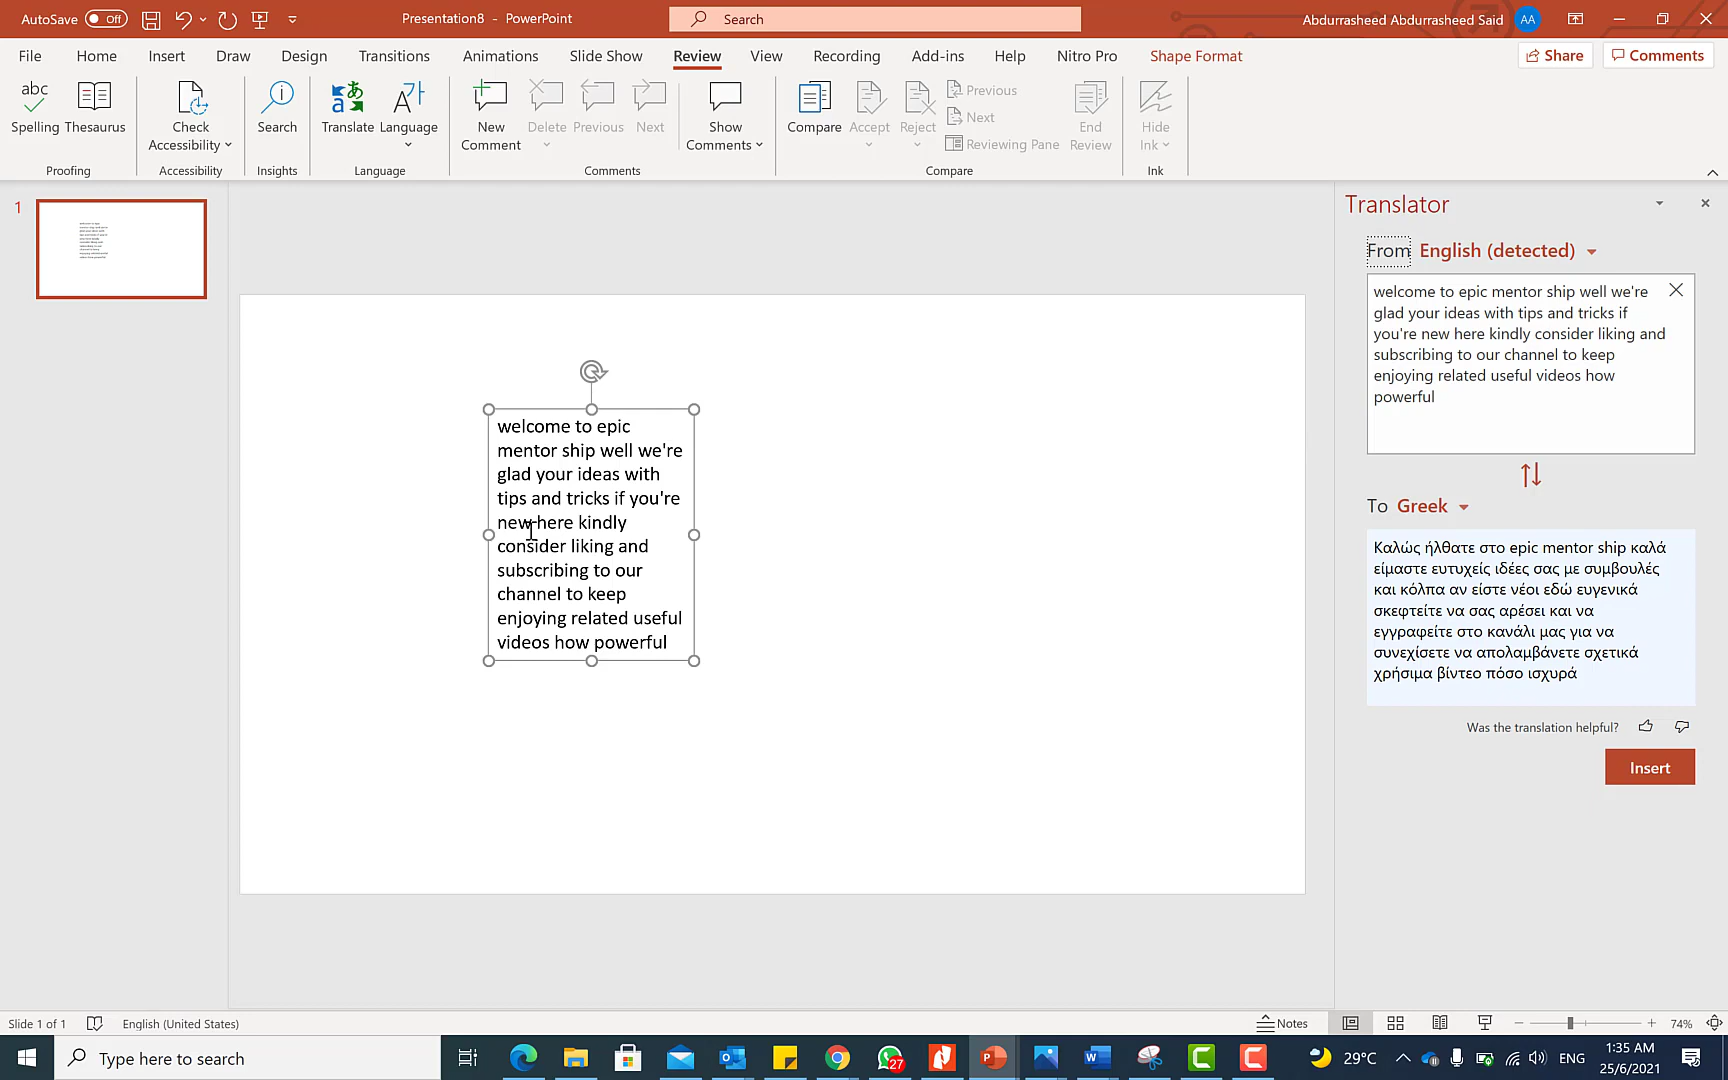 AutoSave Off
Presentation8 - PowerPoint
Search
Abdurrasheed Abdurrasheed Said AA
File Home Insert Draw Design Transitions Animations Slide Show Review View Recording Add-ins Help Nitro Pro Shape Format
Share Comments
abc
Spelling Thesaurus
Proofing
Check
Accessibility
Accessibility
Search
Insights
Translate Language
Language
New
Comment
Delete Previous Next
Show
Comments
Comments
Compare Accept Reject
Previous
Next
Reviewing Pane
End
Review
Compare
Hide
Ink
Ink
1
welcome to epic
mentor ship well we're
glad your ideas with
tips and tricks if you're
new here kindly
consider liking and
subscribing to our
channel to keep
enjoying related useful
videos how powerful
Translator
From English (detected)
welcome to epic mentor ship well we're
glad your ideas with tips and tricks if
you're new here kindly consider liking and
subscribing to our channel to keep
enjoying related useful videos how
powerful
To Greek
Καλώς ήλθατε στο epic mentor ship καλά
είμαστε ευτυχείς ιδέες σας με συμβουλές
και κόλπα αν είστε νέοι εδώ ευγενικά
σκεφτείτε να σας αρέσει και να
εγγραφείτε στο κανάλι μας για να
συνεχίσετε να απολαμβάνετε σχετικά
χρήσιμα βίντεο πόσο ισχυρά
Was the translation helpful?
Insert
Slide 1 of 1 English (United States)
Notes
74%
Type here to search
27
29°C
ENG
1:35 AM
25/6/2021